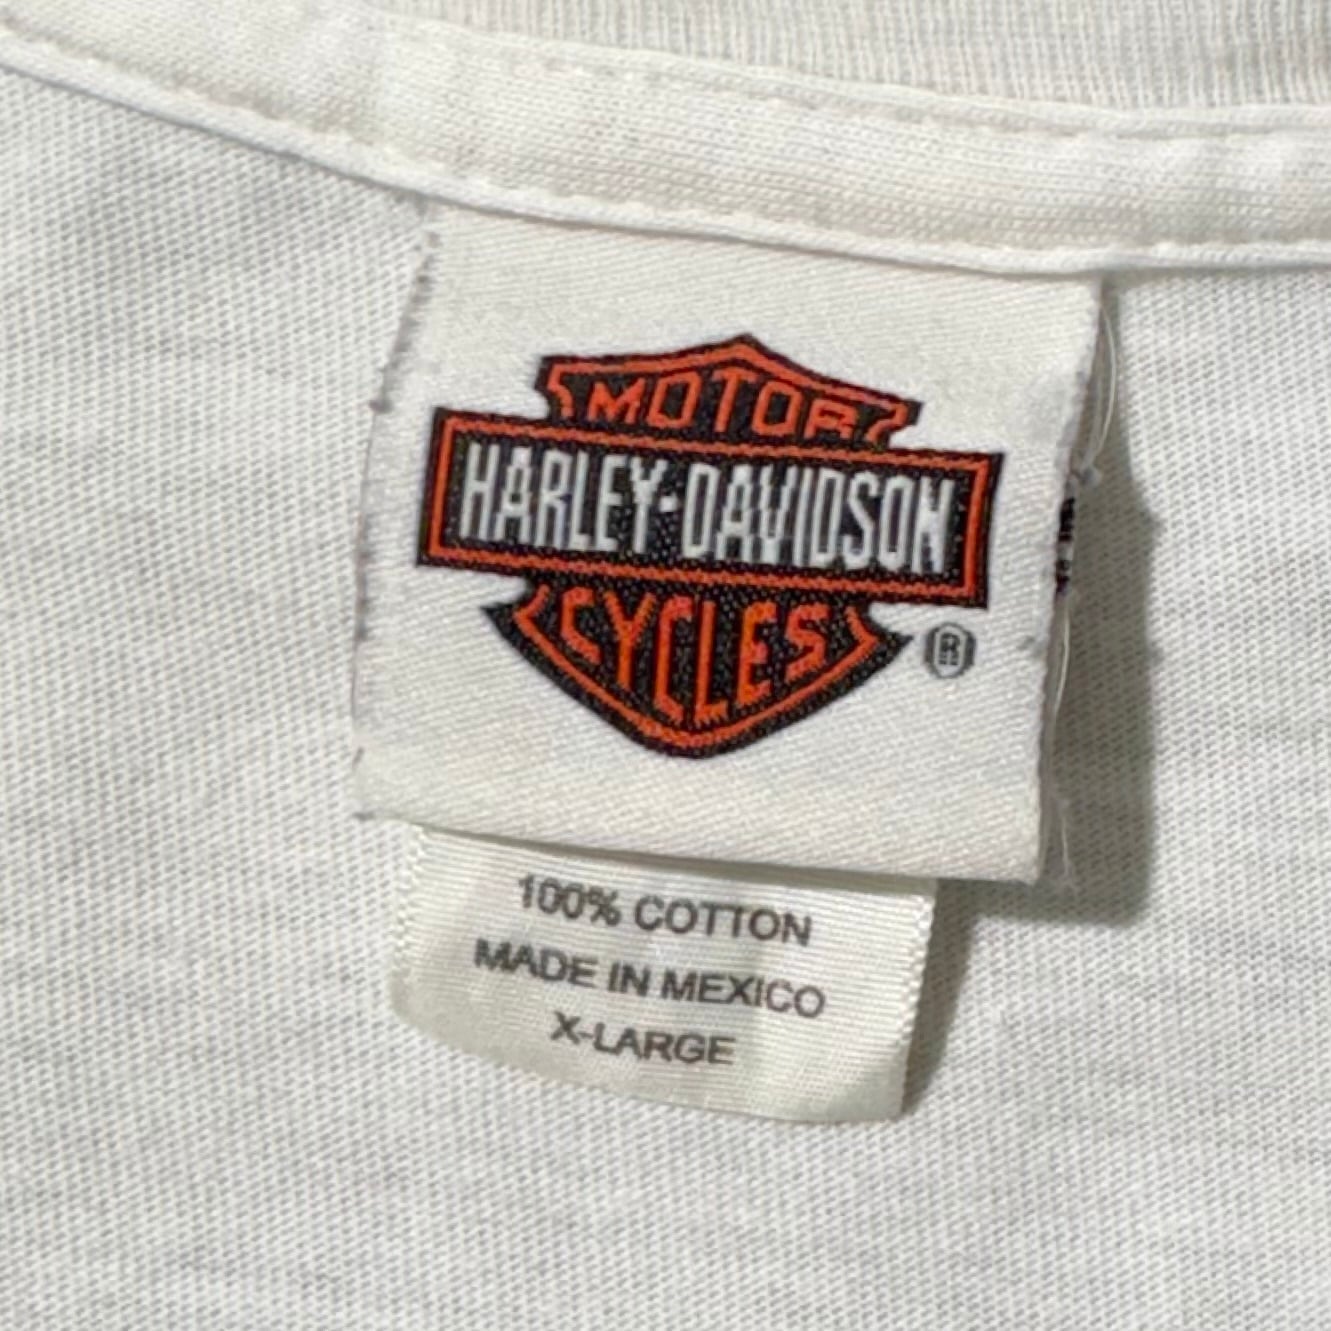 MOTOR
HARLEY-DAVIDSON
CYCLES
®
100% COTTON
MADE IN MEXICO
X-LARGE